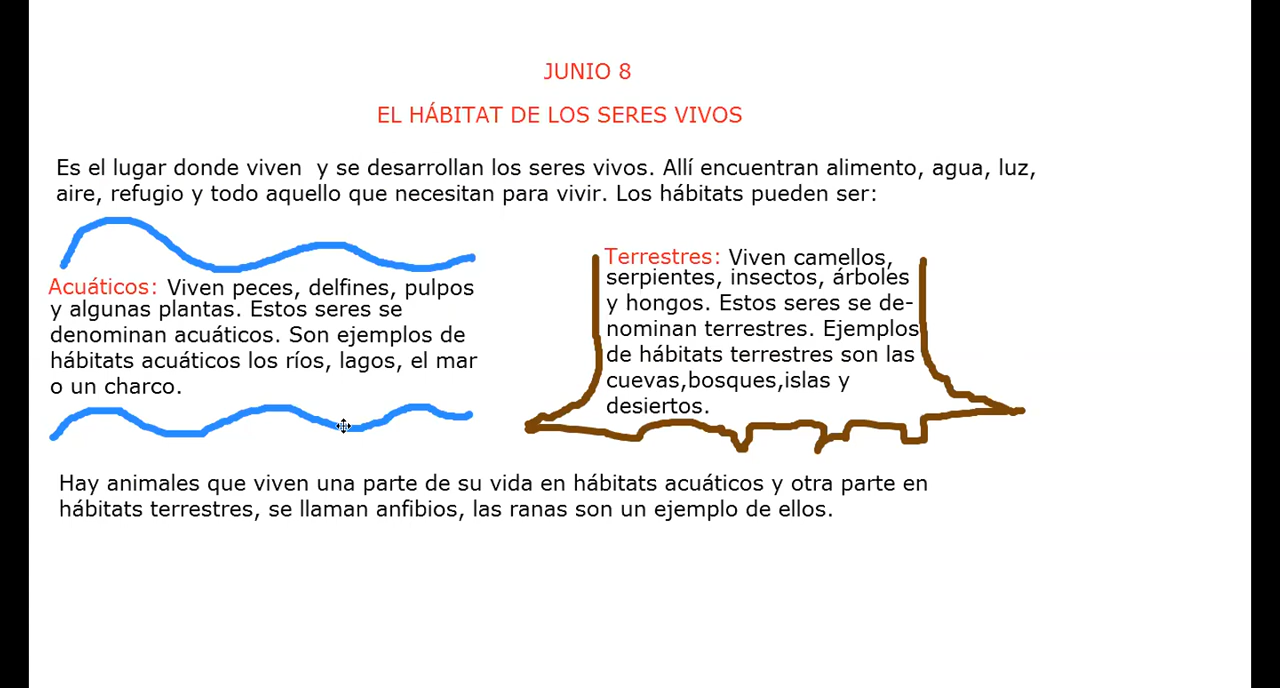 JUNIO 8
EL HÁBITAT DE LOS SERES VIVOS
Es el lugar donde viven y se desarrollan los seres vivos. Allí encuentran alimento, agua, luz,
aire, refugio y todo aquello que necesitan para vivir. Los hábitats pueden ser:
Acuáticos: Viven peces, delfines, pulpos
y algunas plantas. Estos seres se
denominan acuáticos. Son ejemplos de
hábitats acuáticos los ríos, lagos, el mar
o un charco.
Terrestres: Viven camellos,
serpientes, insectos, árboles
y hongos. Estos seres se de-
nominan terrestres. Ejemplos
de hábitats terrestres son las
cuevas,bosques,islas y
desiertos.
Hay animales que viven una parte de su vida en hábitats acuáticos y otra parte en
hábitats terrestres, se llaman anfibios, las ranas son un ejemplo de ellos.